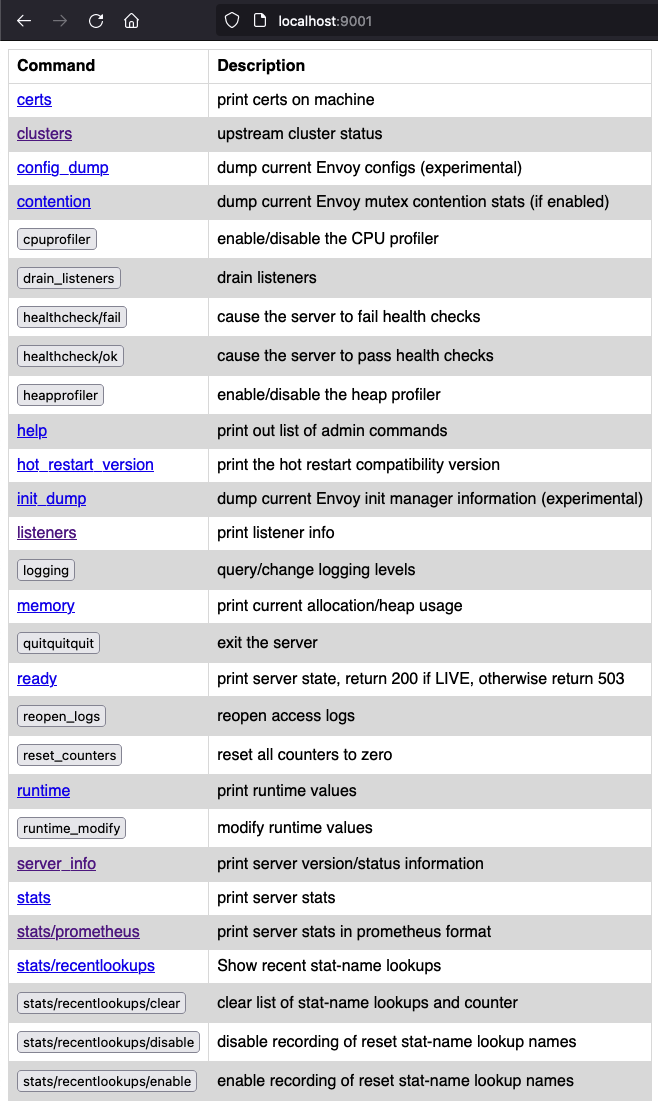 localhost:9001
Command Description
certs print certs on machine
clusters upstream cluster status
config_dump dump current Envoy configs (experimental)
contention dump current Envoy mutex contention stats (if enabled)
cpuprofiler enable/disable the CPU profiler
drain_listeners drain listeners
healthcheck/fail cause the server to fail health checks
healthcheck/ok cause the server to pass health checks
heapprofiler enable/disable the heap profiler
help print out list of admin commands
hot_restart_version print the hot restart compatibility version
init_dump dump current Envoy init manager information (experimental)
listeners print listener info
logging query/change logging levels
memory print current allocation/heap usage
quitquitquit exit the server
ready print server state, return 200 if LIVE, otherwise return 503
reopen_logs reopen access logs
reset_counters reset all counters to zero
runtime print runtime values
runtime_modify modify runtime values
server_info print server version/status information
stats print server stats
stats/prometheus print server stats in prometheus format
stats/recentlookups Show recent stat-name lookups
stats/recentlookups/clear clear list of stat-name lookups and counter
stats/recentlookups/disable disable recording of reset stat-name lookup names
stats/recentlookups/enable enable recording of reset stat-name lookup names